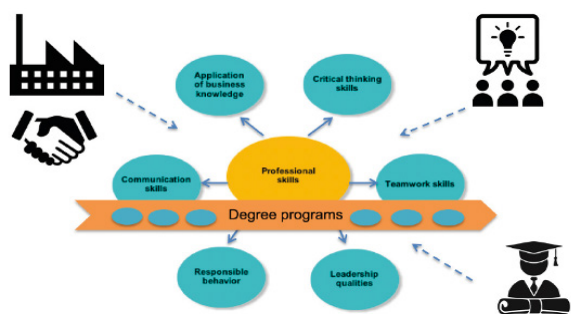 Application
of business
knowledge
Critical thinking
skills
Professional
skills
Communication
skills
Teamwork skills
Degree programs
Responsible
behavior
Leadership
qualities